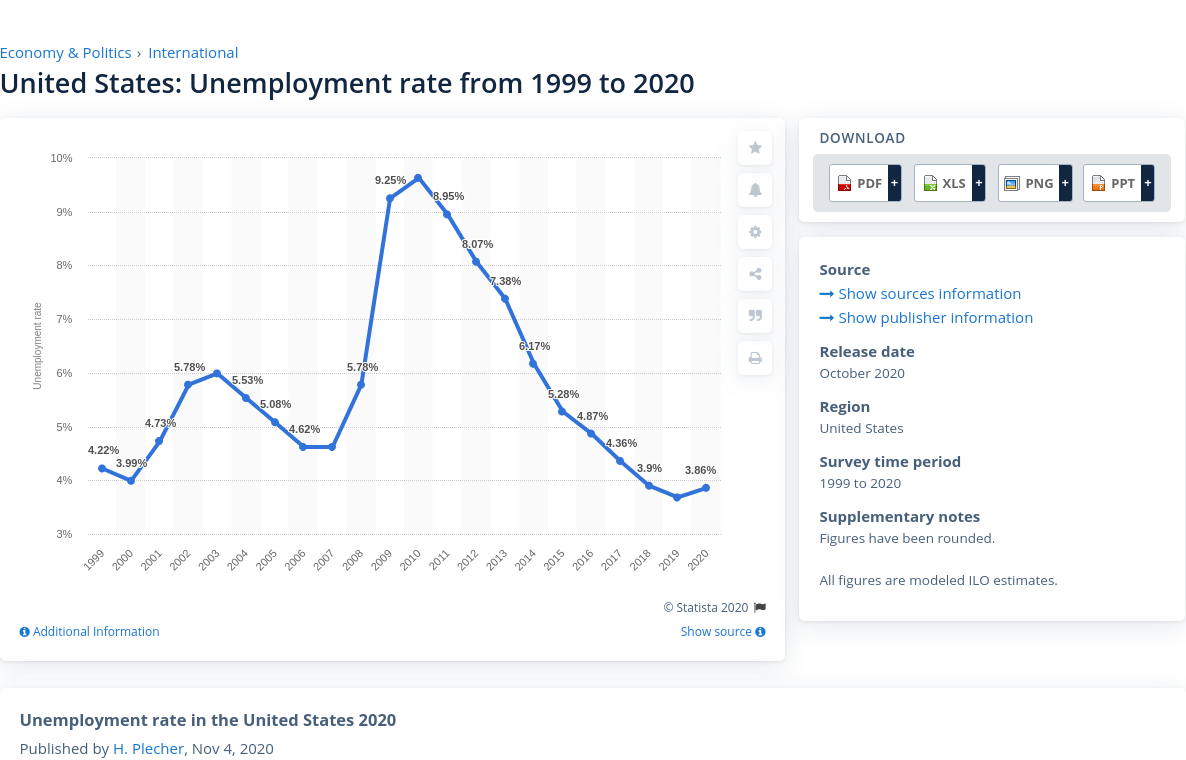 Economy & Politics › International
United States: Unemployment rate from 1999 to 2020
10%
9%
8%
7%
6%
5%
4%
3%
Unemployment rate
4.22%
3.99%
4.73%
5.78%
5.53%
5.08%
4.62%
5.78%
9.25%
8.95%
8.07%
7.38%
6.17%
5.28%
4.87%
4.36%
3.9%
3.86%
1999
2000
2001
2002
2003
2004
2005
2006
2007
2008
2009
2010
2011
2012
2013
2014
2015
2016
2017
2018
2019
2020
© Statista 2020
Additional Information
Show source
DOWNLOAD
PDF + XLS + PNG + PPT +
Source
Show sources information
Show publisher information
Release date
October 2020
Region
United States
Survey time period
1999 to 2020
Supplementary notes
Figures have been rounded.
All figures are modeled ILO estimates.
Unemployment rate in the United States 2020
Published by H. Plecher, Nov 4, 2020